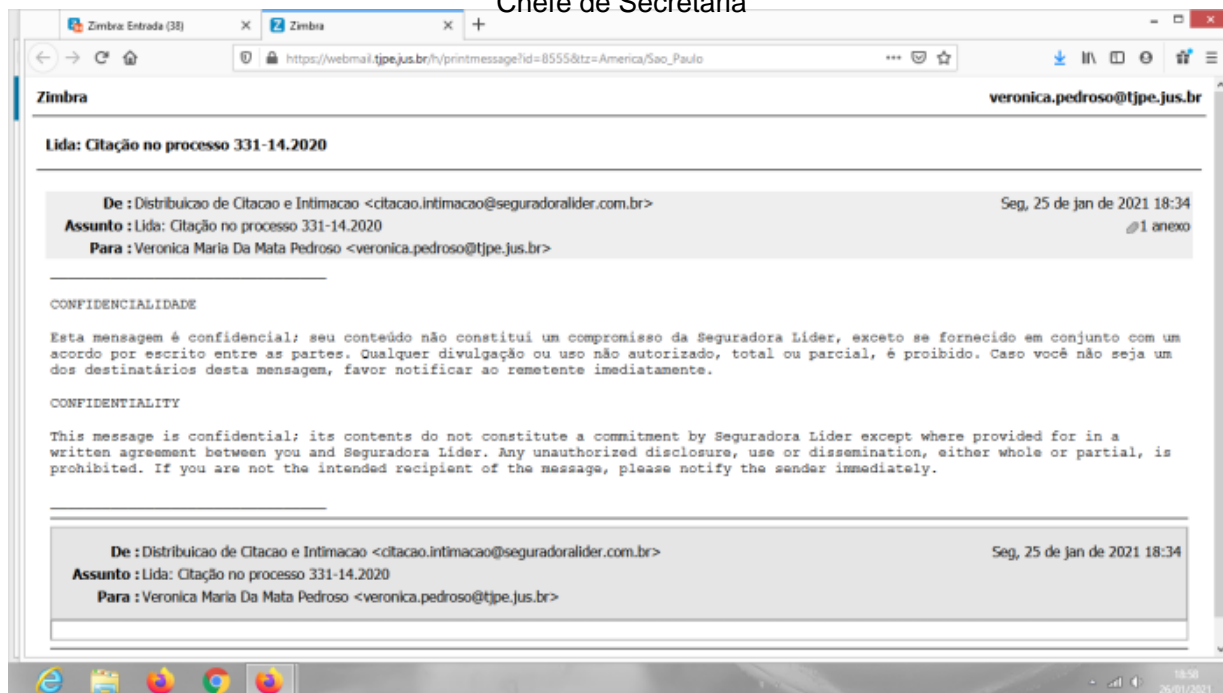 Chefe de Secretaria
Zimbra: Entrada (38)
Zimbra
https://webmail.tjpe.jus.br/h/printmessage?id=8555&tz=America/Sao_Paulo
Zimbra veronica.pedroso@tjpe.jus.br
Lida: Citação no processo 331-14.2020
De : Distribuicao de Citacao e Intimacao <citacao.intimacao@seguradoralider.com.br> Seg, 25 de jan de 2021 18:34
Assunto : Lida: Citação no processo 331-14.2020 1 anexo
Para : Veronica Maria Da Mata Pedroso <veronica.pedroso@tjpe.jus.br>
CONFIDENCIALIDADE
Esta mensagem é confidencial; seu conteúdo não constitui um compromisso da Seguradora Líder, exceto se fornecido em conjunto com um
acordo por escrito entre as partes. Qualquer divulgação ou uso não autorizado, total ou parcial, é proibido. Caso você não seja um
dos destinatários desta mensagem, favor notificar ao remetente imediatamente.
CONFIDENTIALITY
This message is confidential; its contents do not constitute a commitment by Seguradora Líder except where provided for in a
written agreement between you and Seguradora Líder. Any unauthorized disclosure, use or dissemination, either whole or partial, is
prohibited. If you are not the intended recipient of the message, please notify the sender immediately.
De : Distribuicao de Citacao e Intimacao <citacao.intimacao@seguradoralider.com.br> Seg, 25 de jan de 2021 18:34
Assunto : Lida: Citação no processo 331-14.2020
Para : Veronica Maria Da Mata Pedroso <veronica.pedroso@tjpe.jus.br>
18:50
26/01/2021